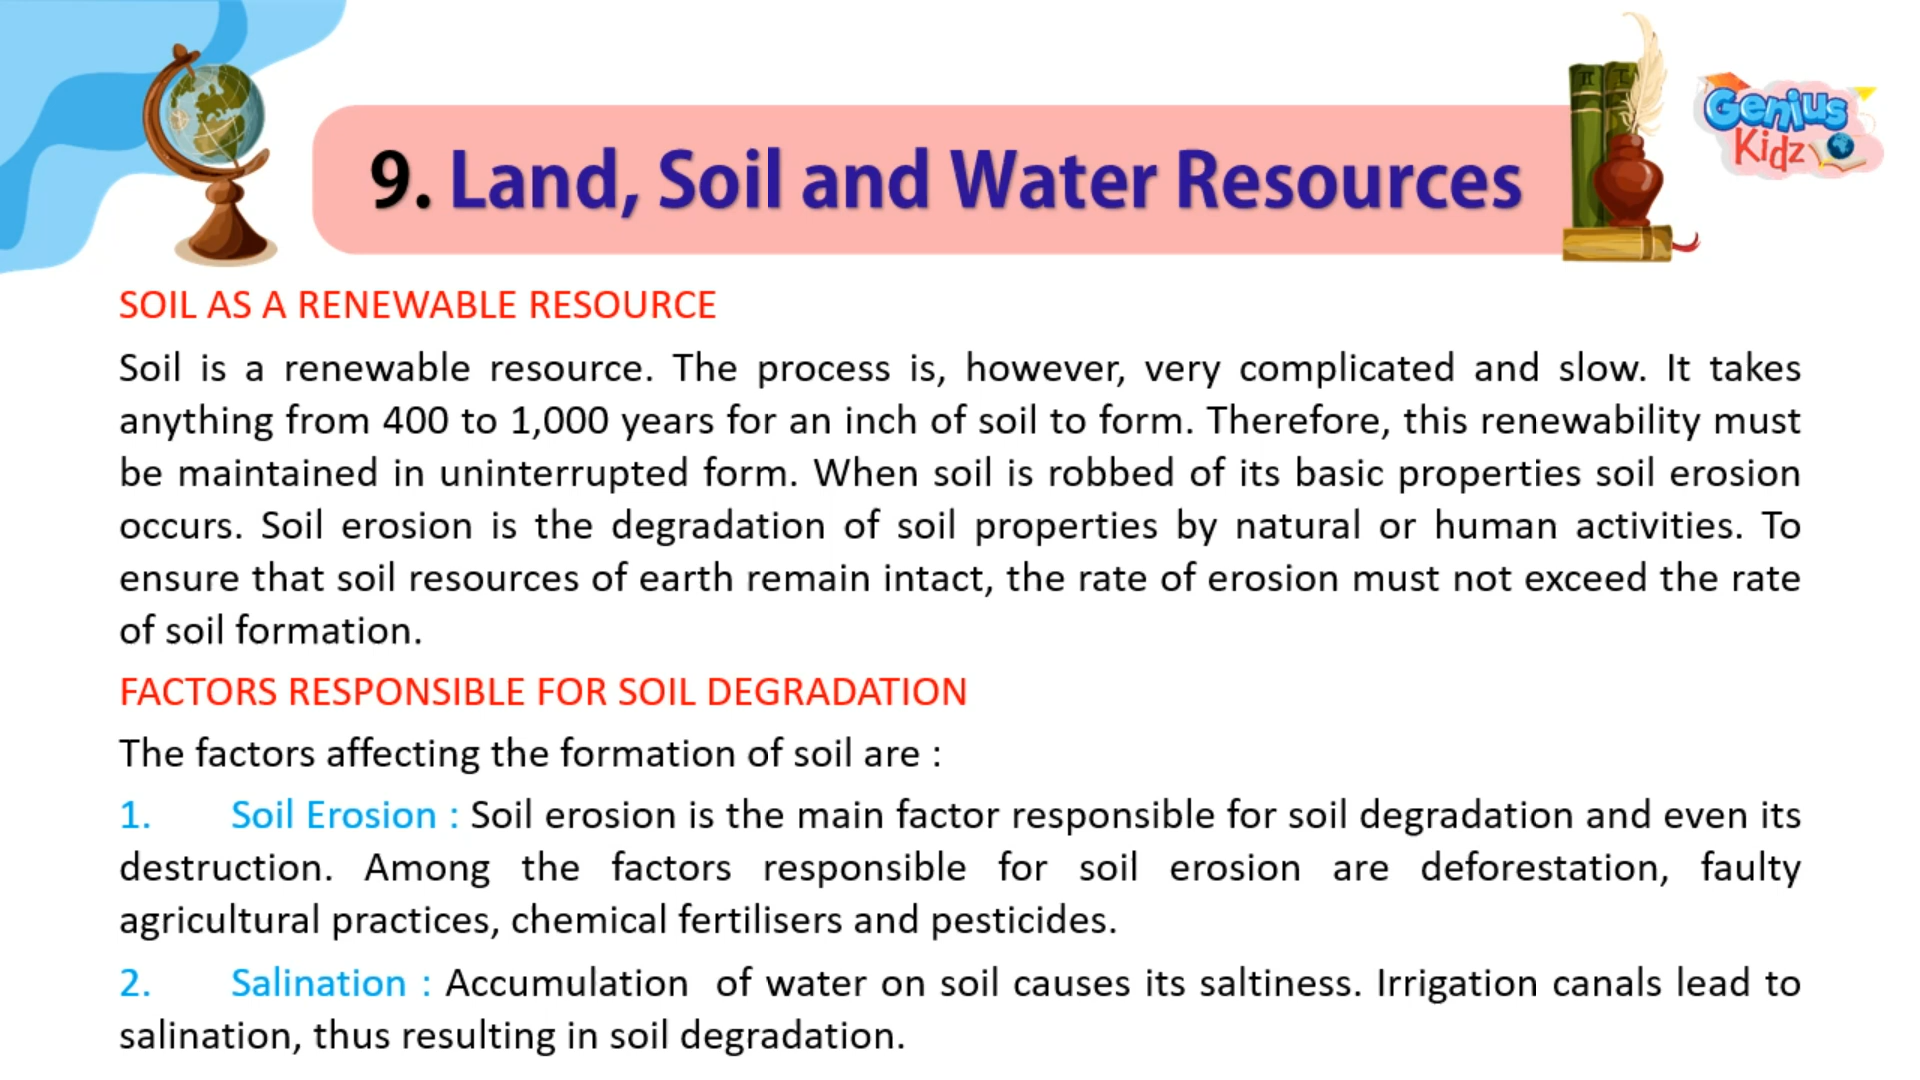 Genius
Kidz
9. Land, Soil and Water Resources
SOIL AS A RENEWABLE RESOURCE
Soil is a renewable resource. The process is, however, very complicated and slow. It takes
anything from 400 to 1,000 years for an inch of soil to form. Therefore, this renewability must
be maintained in uninterrupted form. When soil is robbed of its basic properties soil erosion
occurs. Soil erosion is the degradation of soil properties by natural or human activities. To
ensure that soil resources of earth remain intact, the rate of erosion must not exceed the rate
of soil formation.
FACTORS RESPONSIBLE FOR SOIL DEGRADATION
The factors affecting the formation of soil are :
1. Soil Erosion : Soil erosion is the main factor responsible for soil degradation and even its
destruction. Among the factors responsible for soil erosion are deforestation, faulty
agricultural practices, chemical fertilisers and pesticides.
2. Salination : Accumulation of water on soil causes its saltiness. Irrigation canals lead to
salination, thus resulting in soil degradation.